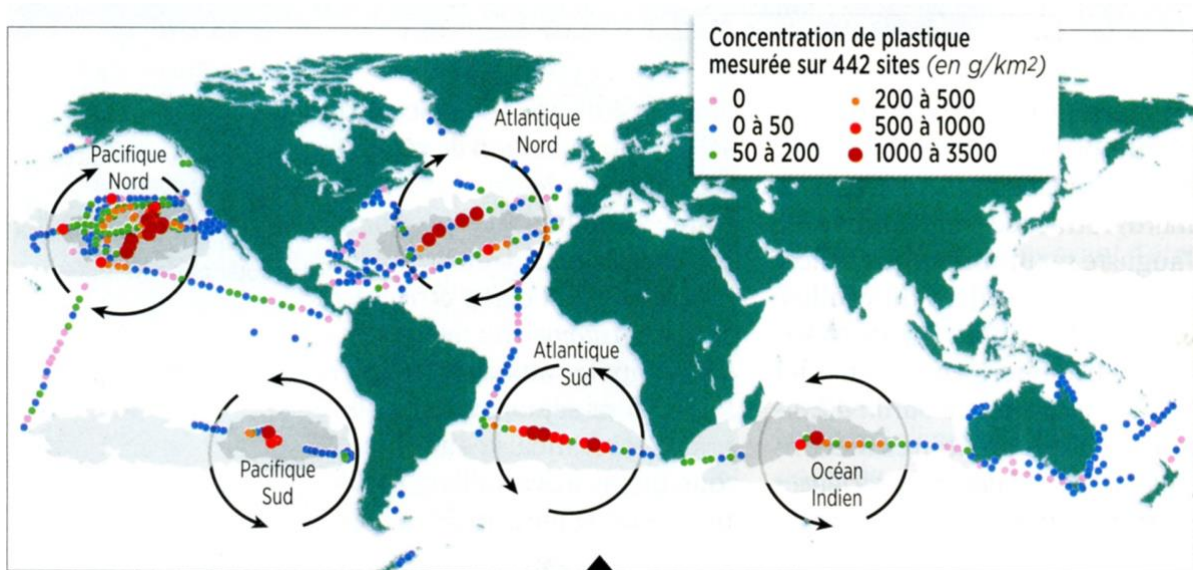 Concentration de plastique
mesurée sur 442 sites (en g/km2)
0
0 à 50
50 à 200
200 à 500
500 à 1000
1000 à 3500
Pacifique
Nord
Atlantique
Nord
Atlantique
Sud
Pacifique
Sud
Océan
Indien